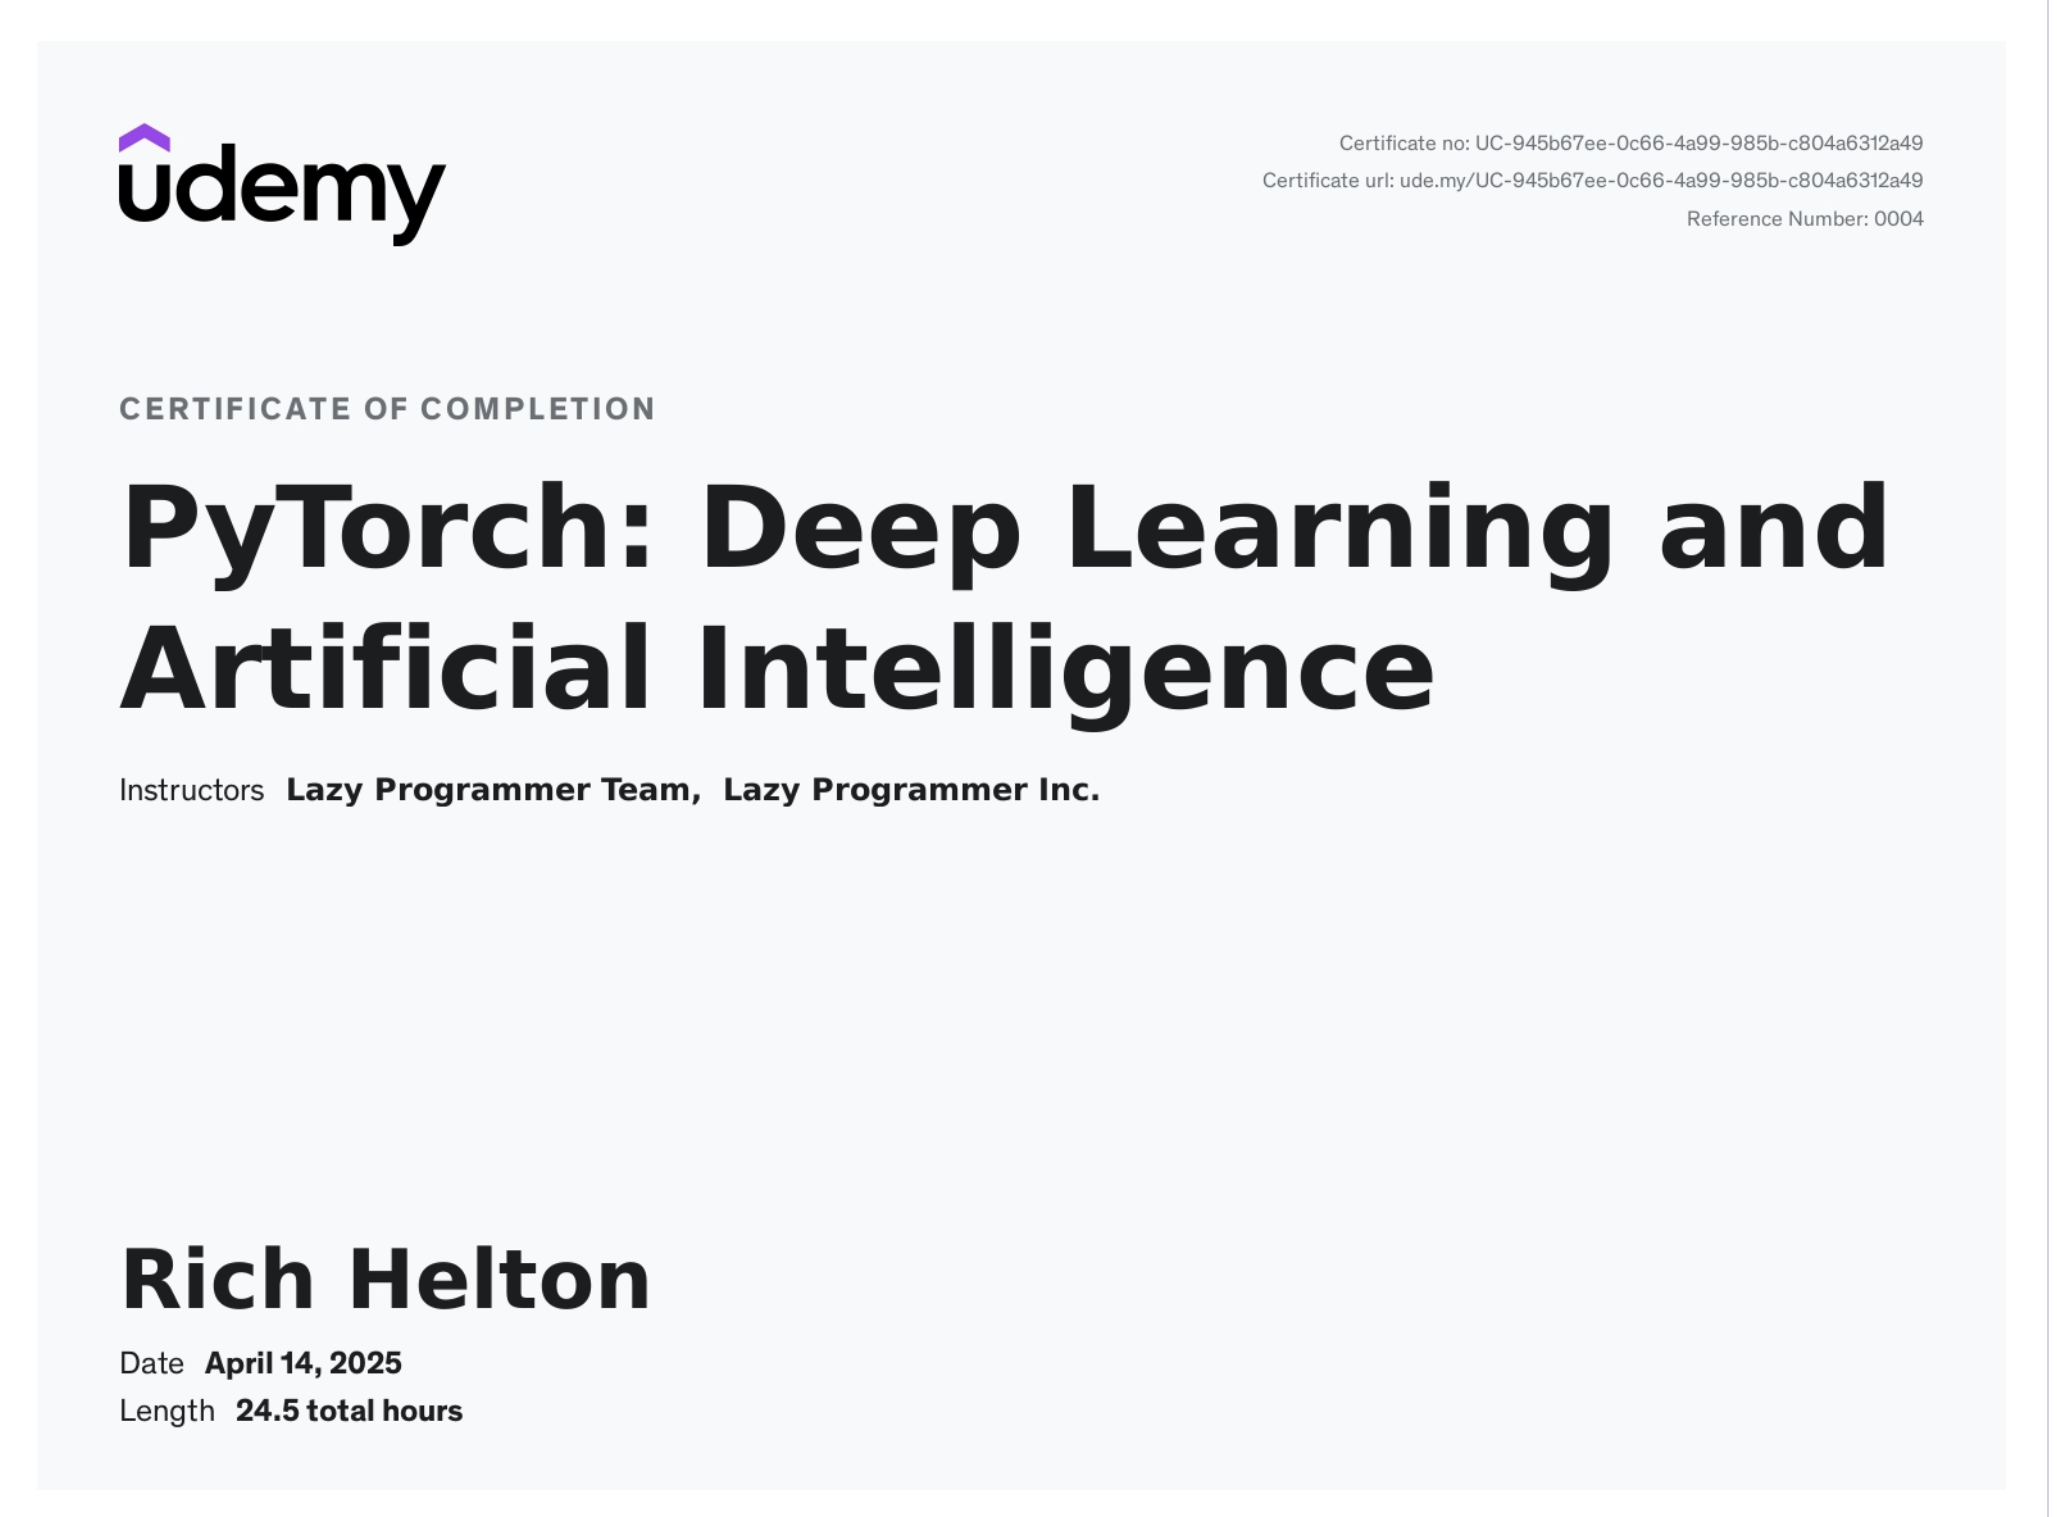 udemy
Certificate no: UC-945b67ee-0c66-4a99-985b-c804a6312a49
Certificate url: ude.my/UC-945b67ee-0c66-4a99-985b-c804a6312a49
Reference Number: 0004
CERTIFICATE OF COMPLETION
PyTorch: Deep Learning and
Artificial Intelligence
Instructors Lazy Programmer Team, Lazy Programmer Inc.
Rich Helton
Date April 14, 2025
Length 24.5 total hours